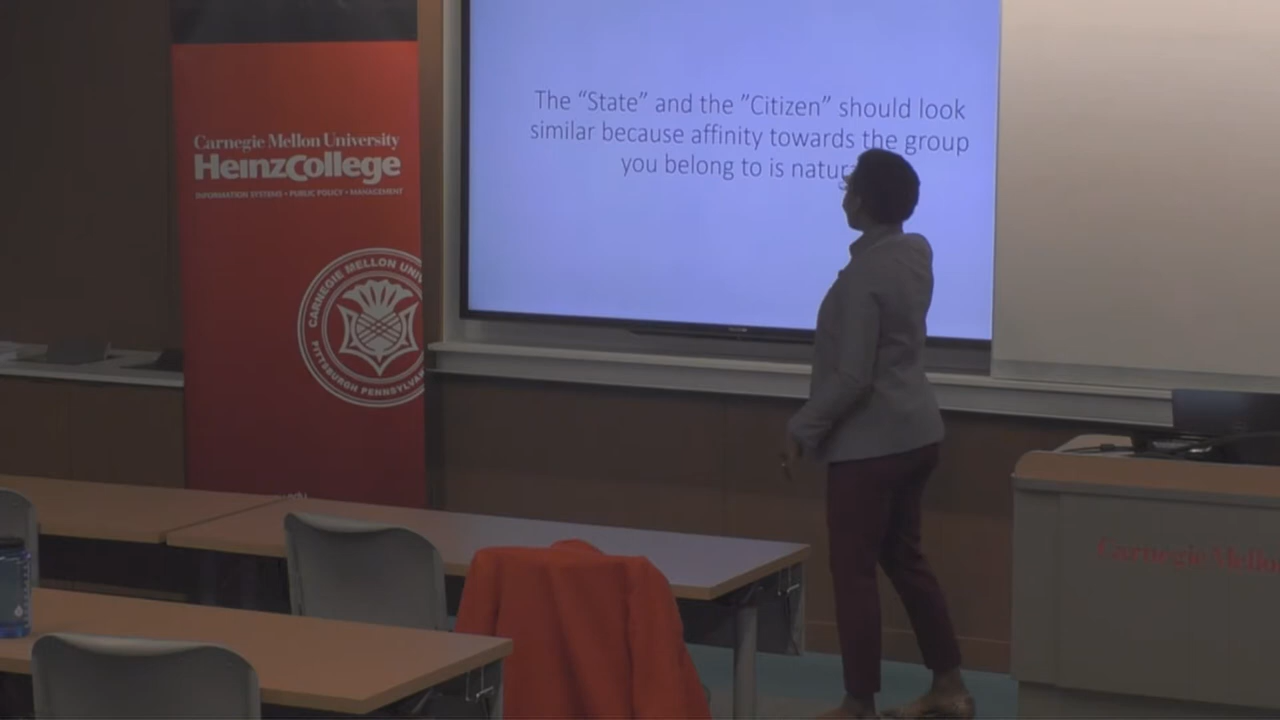 Carnegie Mellon University
HeinzCollege
INFORMATION SYSTEMS • PUBLIC POLICY • MANAGEMENT
CARNEGIE MELLON UNI
PITTSBURGH PENNSYLVA
The “State” and the ”Citizen” should look
similar because affinity towards the group
you belong to is natur
Carnegie Mello